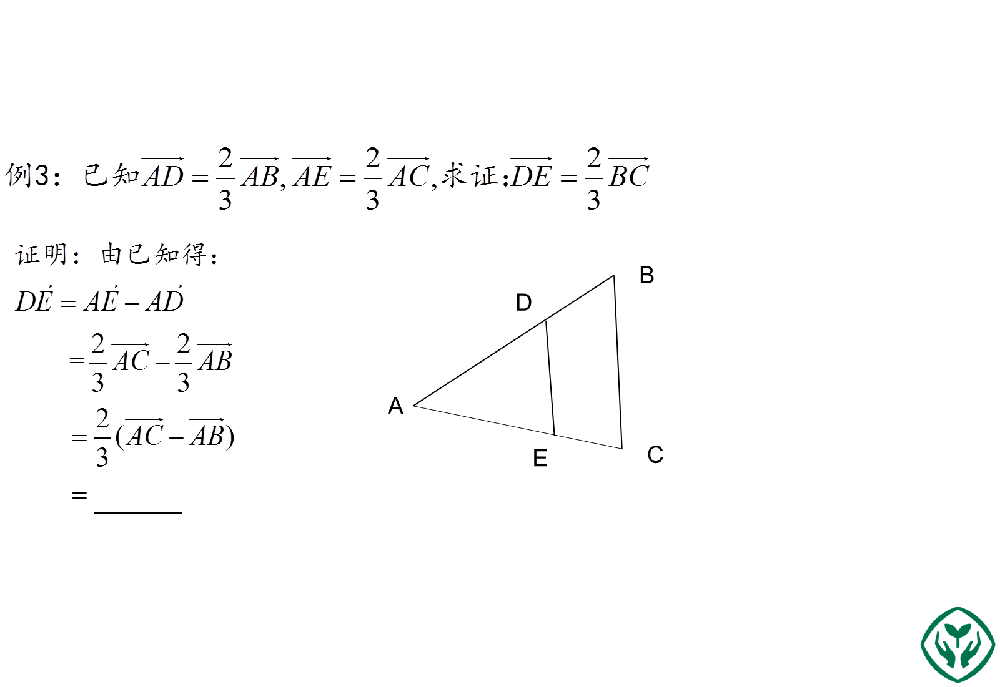 例3：已知$\overrightarrow{AD}=\frac{2}{3}\overrightarrow{AB},\overrightarrow{AE}=\frac{2}{3}\overrightarrow{AC}$,求证:$\overrightarrow{DE}=\frac{2}{3}\overrightarrow{BC}$
证明：由已知得：
$\overrightarrow{DE}=\overrightarrow{AE}-\overrightarrow{AD}$
$=\frac{2}{3}\overrightarrow{AC}-\frac{2}{3}\overrightarrow{AB}$
$=\frac{2}{3}(\overrightarrow{AC}-\overrightarrow{AB})$
= ______
B
D
A
E
C